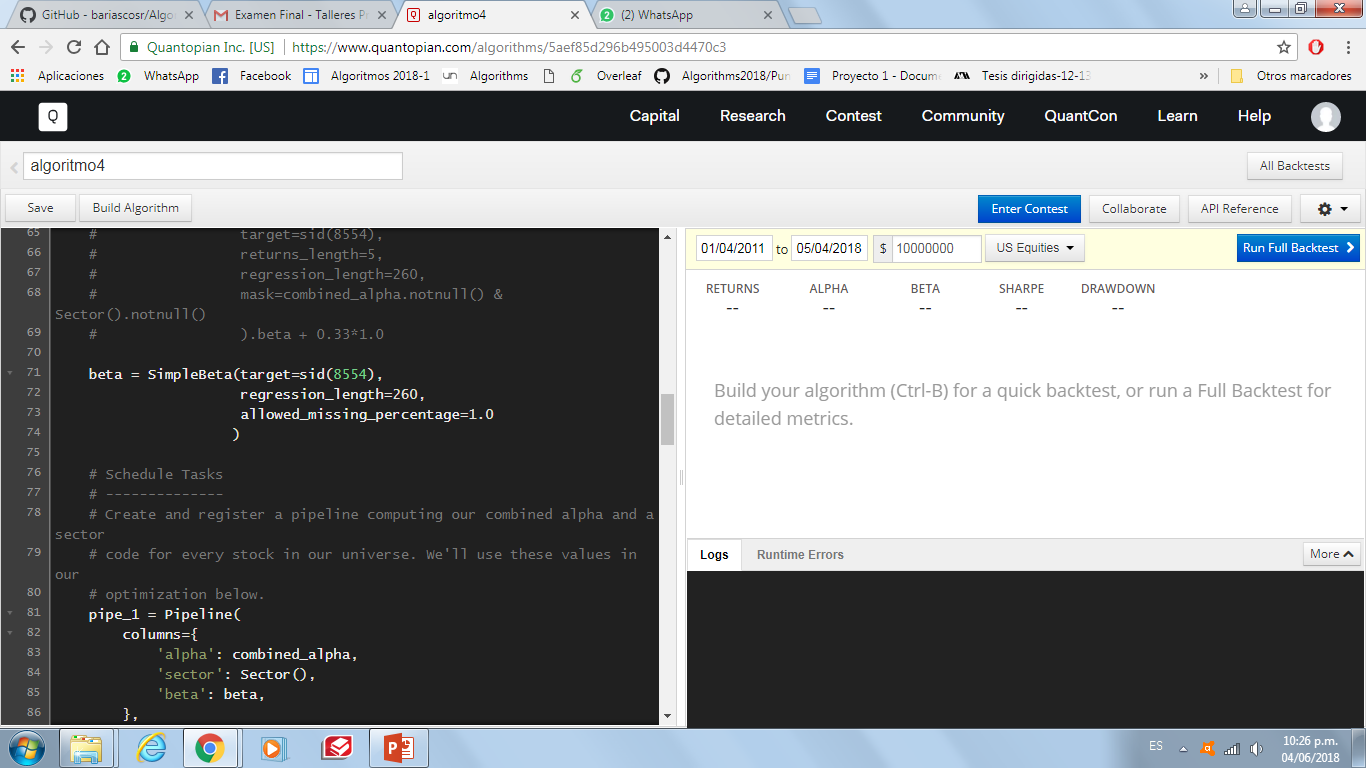 GitHub - bariascosr/Algo
Examen Final - Talleres P
algoritmo4
(2) WhatsApp
Quantopian Inc. [US]
https://www.quantopian.com/algorithms/5aef85d296b495003d4470c3
Aplicaciones
WhatsApp
Facebook
Algoritmos 2018-1
un
Algorithms
Overleaf
Algorithms2018/Pun
Proyecto 1 - Docum
Tesis dirigidas-12-13
»
Otros marcadores
Q
Capital
Research
Contest
Community
QuantCon
Learn
Help
algoritmo4
All Backtests
Save
Build Algorithm
Enter Contest
Collaborate
API Reference
65 # target=sid(8554),
66 # returns_length=5,
67 # regression_length=260,
68 # mask=combined_alpha.notnull() &
Sector().notnull()
69 # ).beta + 0.33*1.0
70
71 beta = SimpleBeta(target=sid(8554),
72 regression_length=260,
73 allowed_missing_percentage=1.0
74 )
75
76 # Schedule Tasks
77 # --------------
78 # Create and register a pipeline computing our combined alpha and a
sector
79 # code for every stock in our universe. We'll use these values in
our
80 # optimization below.
81 pipe_1 = Pipeline(
82 columns={
83 'alpha': combined_alpha,
84 'sector': Sector(),
85 'beta': beta,
86 },
01/04/2011 to 05/04/2018 $ 10000000 US Equities
Run Full Backtest
RETURNS ALPHA BETA SHARPE DRAWDOWN
-- -- -- -- --
Build your algorithm (Ctrl-B) for a quick backtest, or run a Full Backtest for
detailed metrics.
Logs
Runtime Errors
More
ES
10:26 p.m.
04/06/2018